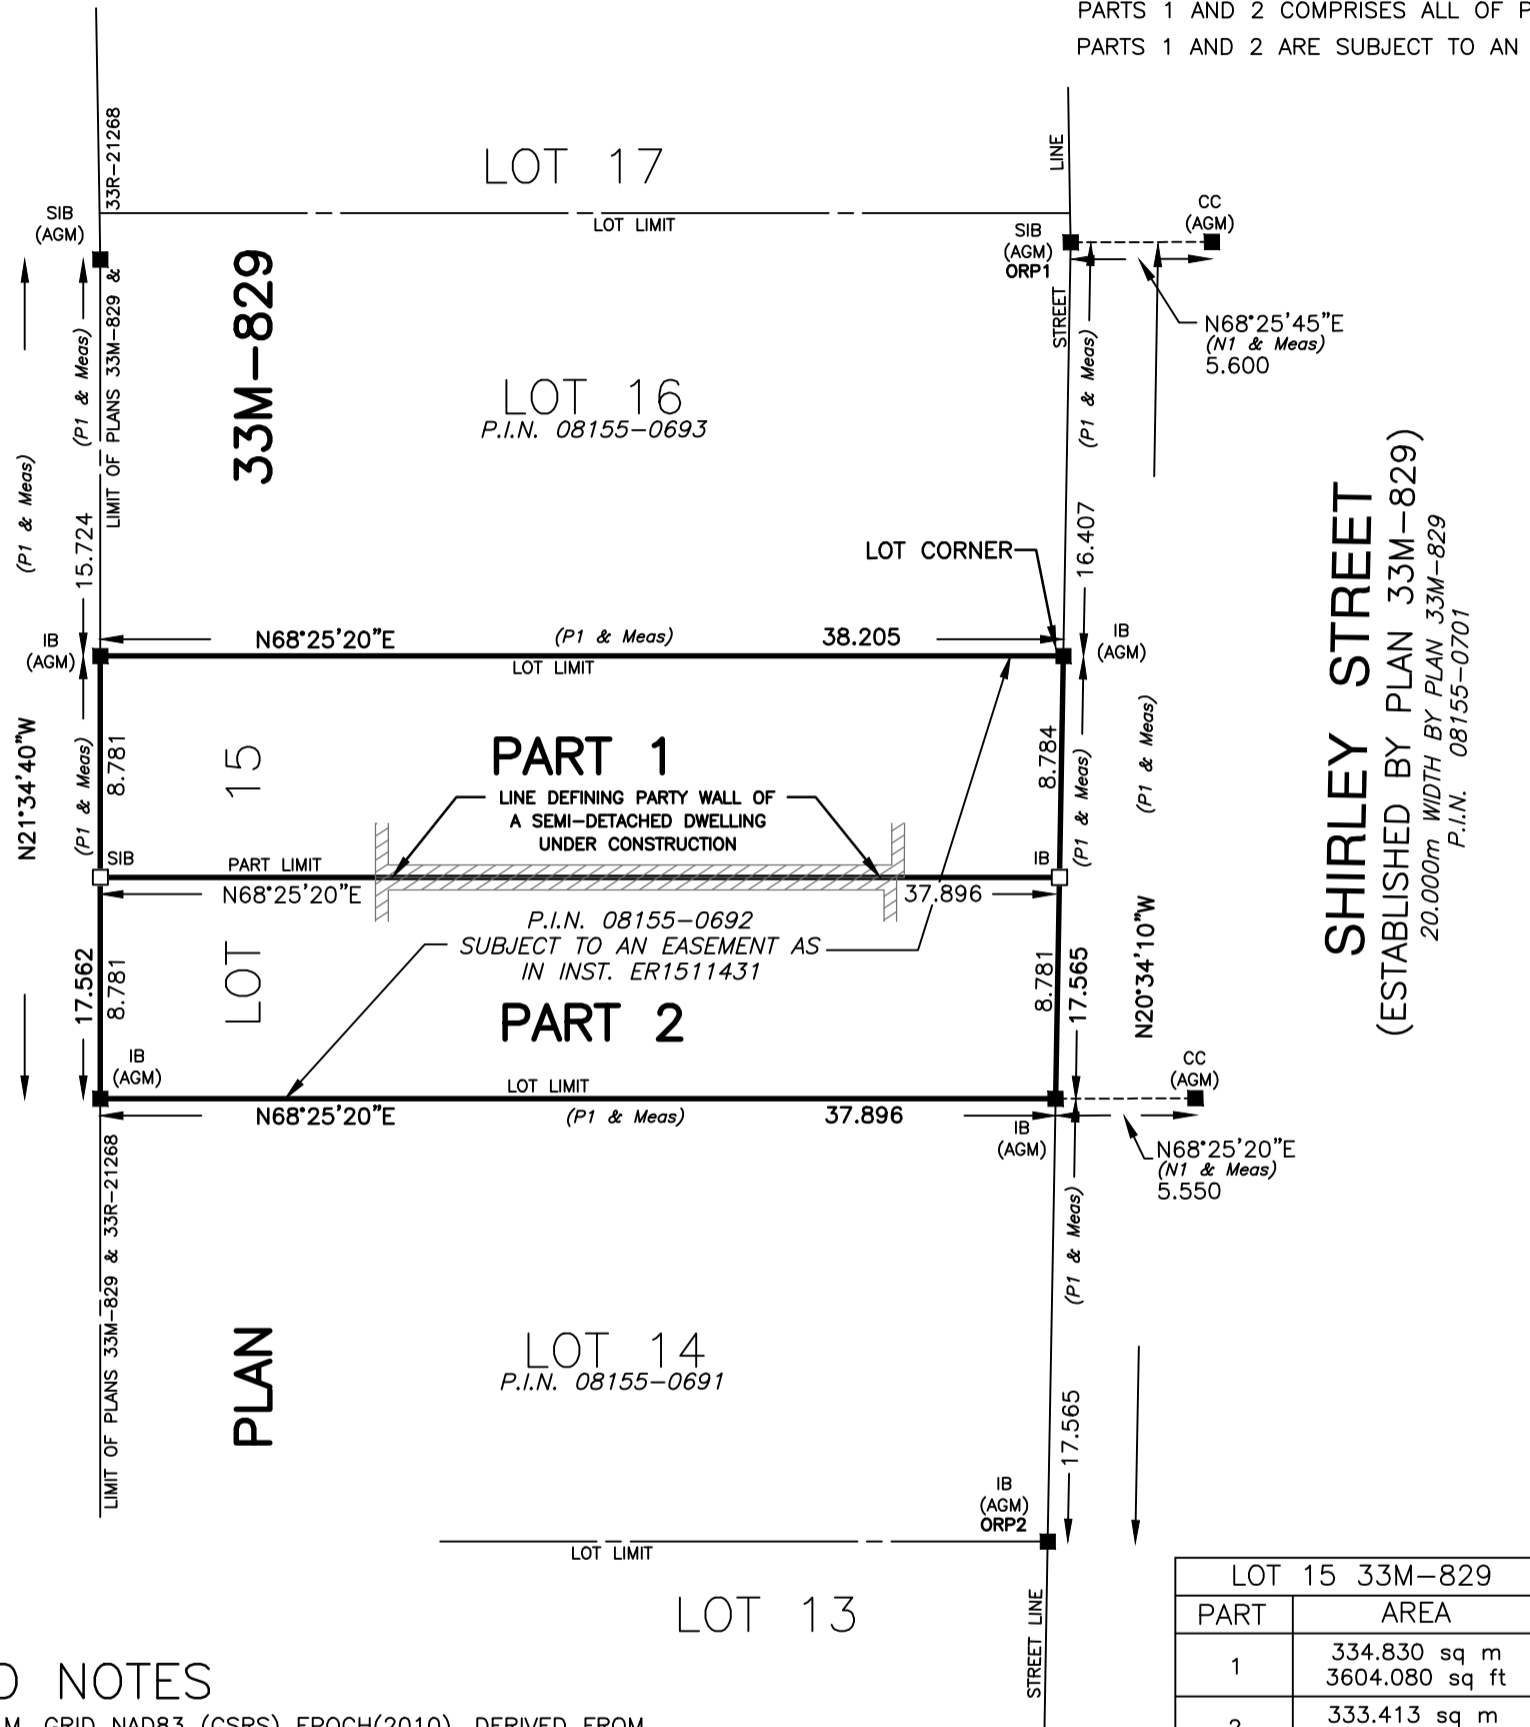 PARTS 1 AND 2 COMPRISES ALL OF P
PARTS 1 AND 2 ARE SUBJECT TO AN
33R-21268
LOT 17
LINE
LOT LIMIT
SIB
(AGM)
SIB
(AGM)
ORP1
CC
(AGM)
STREET
N68°25'45"E
(N1 & Meas)
5.600
33M-829
LIMIT OF PLANS 33M-829 &
(P1 & Meas)
(P1 & Meas)
15.724
LOT 16
P.I.N. 08155-0693
(P1 & Meas)
16.407
LOT CORNER
SHIRLEY STREET
(ESTABLISHED BY PLAN 33M-829)
20.000m WIDTH BY PLAN 33M-829
P.I.N. 08155-0701
IB
(AGM)
N68°25'20"E
(P1 & Meas)
38.205
IB
(AGM)
LOT LIMIT
N21°34'40"W
(P1 & Meas)
8.781
LOT 15
PART 1
LINE DEFINING PARTY WALL OF
A SEMI-DETACHED DWELLING
UNDER CONSTRUCTION
8.784
(P1 & Meas)
(P1 & Meas)
SIB
PART LIMIT
IB
N68°25'20"E
37.896
P.I.N. 08155-0692
SUBJECT TO AN EASEMENT AS
IN INST. ER1511431
17.562
8.781
PART 2
8.781
17.565
N20°34'10"W
IB
(AGM)
LOT LIMIT
CC
(AGM)
N68°25'20"E
(P1 & Meas)
37.896
IB
(AGM)
N68°25'20"E
(N1 & Meas)
5.550
LIMIT OF PLANS 33M-829 & 33R-21268
(P1 & Meas)
PLAN
LOT 14
P.I.N. 08155-0691
17.565
IB
(AGM)
ORP2
LOT LIMIT
LOT 13
STREET LINE
LOT 15 33M-829
PART AREA
1
334.830 sq m
3604.080 sq ft
333.413 sq m
2
NOTES
GRID NAD83 (CSRS) EPOCH(2010), DERIVED FROM